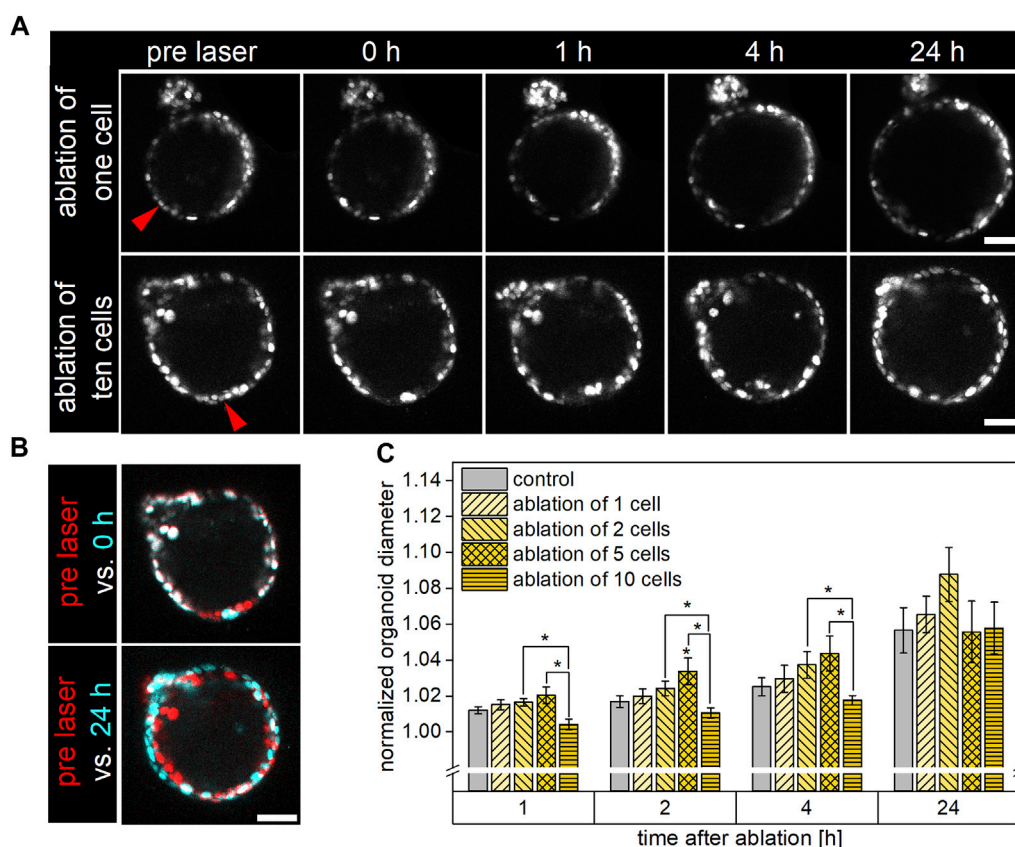 A
pre laser 0 h 1 h 4 h 24 h
ablation of
one cell
ablation of
ten cells
B
pre laser
vs. 0 h
pre laser
vs. 24 h
C
normalized organoid diameter
1.14
1.12
1.10
1.08
1.06
1.04
1.02
1.00
control
ablation of 1 cell
ablation of 2 cells
ablation of 5 cells
ablation of 10 cells
* * * * * * *
1 2 4 24
time after ablation [h]